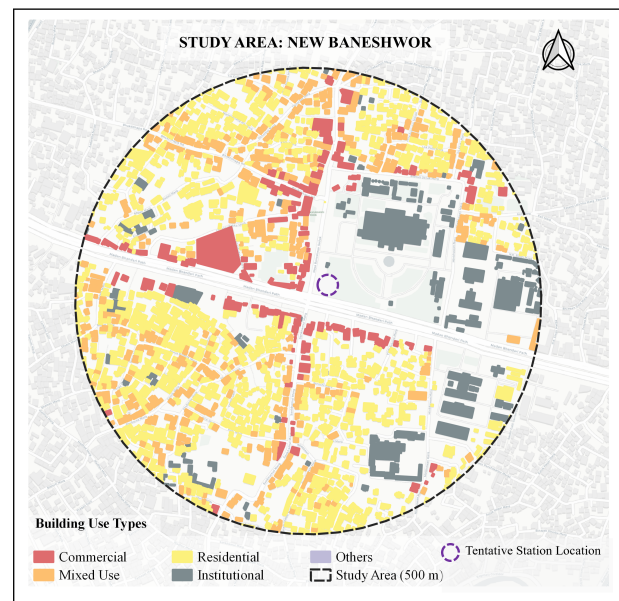 STUDY AREA: NEW BANESHWOR
Building Use Types
Commercial
Residential
Others
Tentative Station Location
Mixed Use
Institutional
Study Area (500 m)